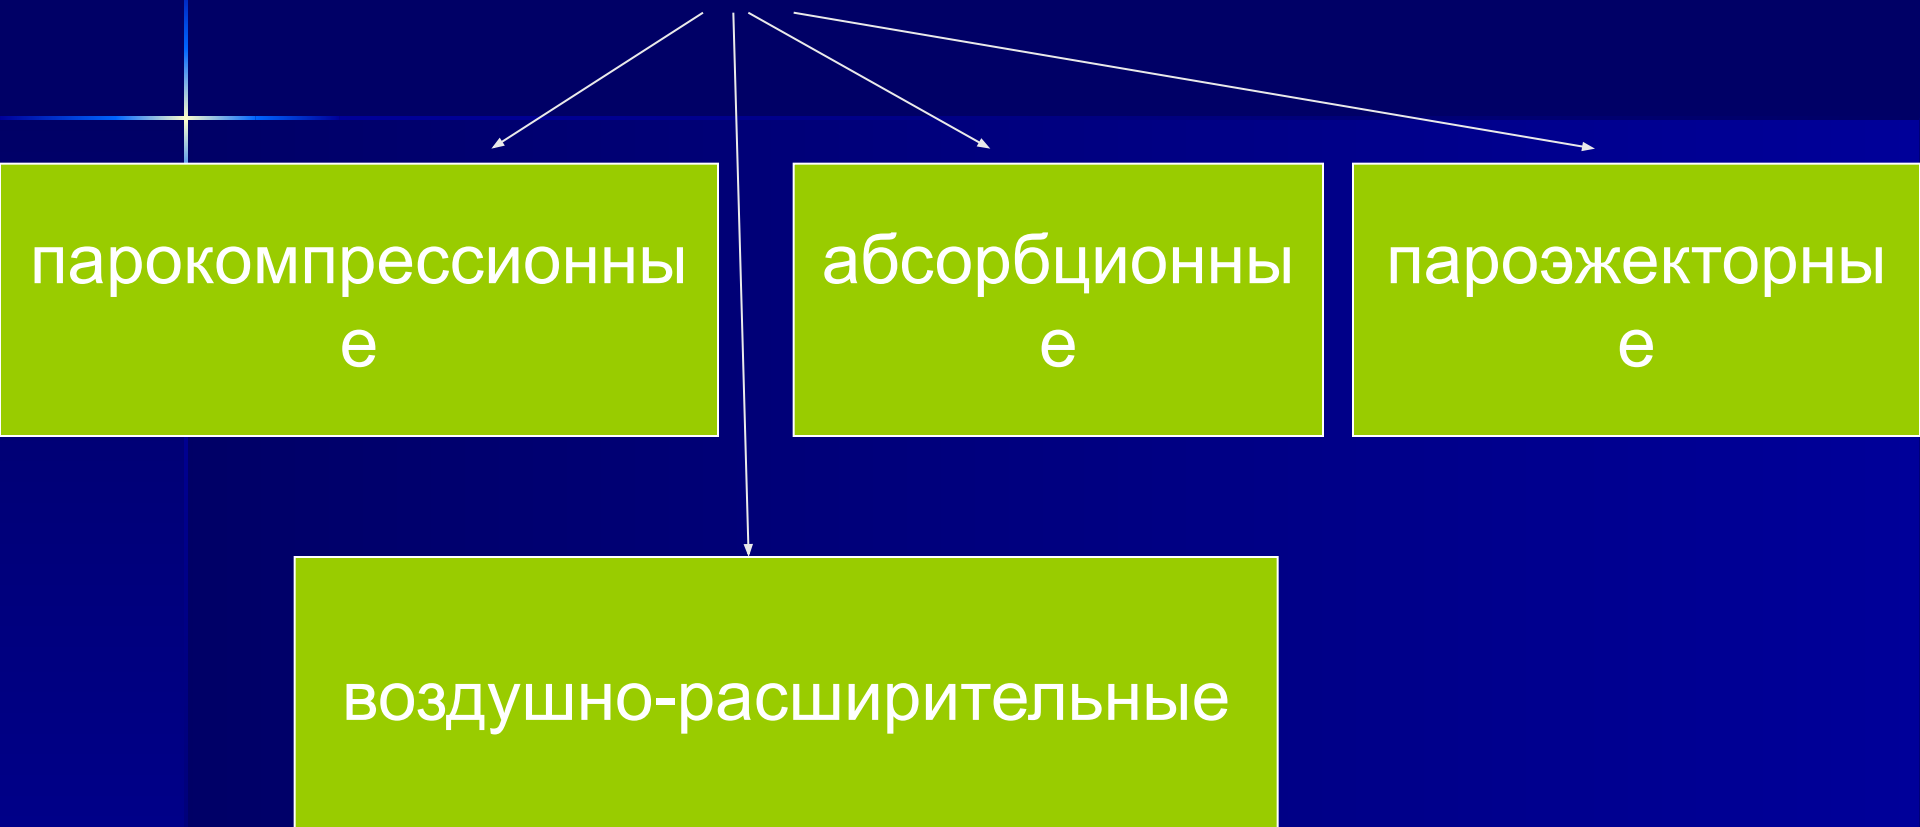 парокомпрессионны
е
абсорбционны
е
пароэжекторны
е
воздушно-расширительные